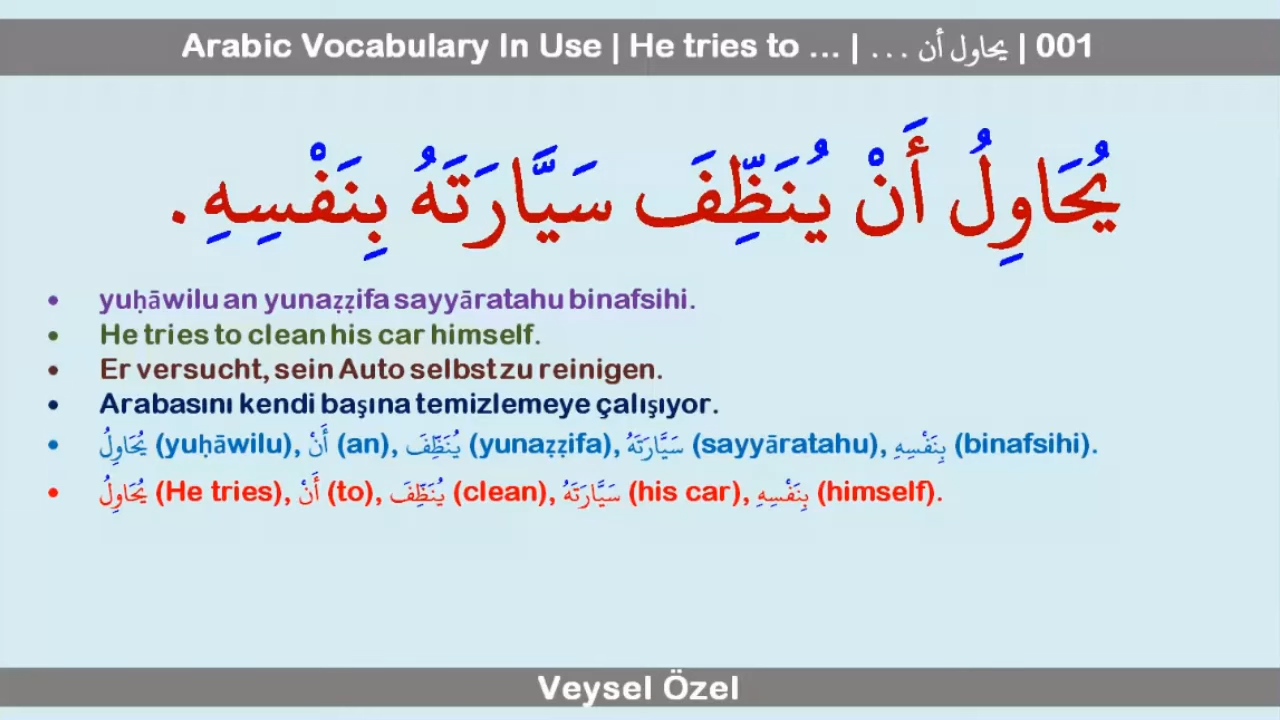 Arabic Vocabulary In Use | He tries to ... | يحاول أن ... | 001
يُحَاوِلُ أَنْ يُنَظِّفَ سَيَّارَتَهُ بِنَفْسِهِ.
• yuḥāwilu an yunaẓẓifa sayyāratahu binafsihi.
• He tries to clean his car himself.
• Er versucht, sein Auto selbst zu reinigen.
• Arabasını kendi başına temizlemeye çalışıyor.
• يُحَاوِلُ (yuḥāwilu), أَنْ (an), يُنَظِّفَ (yunaẓẓifa), سَيَّارَتَهُ (sayyāratahu), بِنَفْسِهِ (binafsihi).
• يُحَاوِلُ (He tries), أَنْ (to), يُنَظِّفَ (clean), سَيَّارَتَهُ (his car), بِنَفْسِهِ (himself).
Veysel Özel